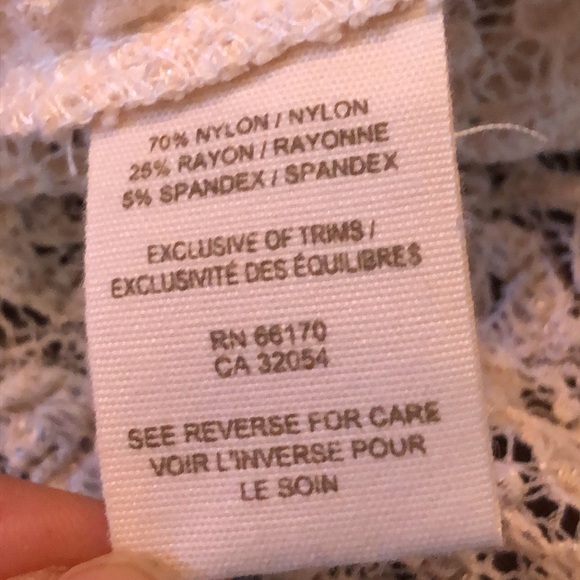 70% NYLON / NYLON
25% RAYON / RAYONNE
5% SPANDEX / SPANDEX
EXCLUSIVE OF TRIMS /
EXCLUSIVITÉ DES ÉQUILIBRES
RN 66170
CA 32054
SEE REVERSE FOR CARE
VOIR L'INVERSE POUR
LE SOIN